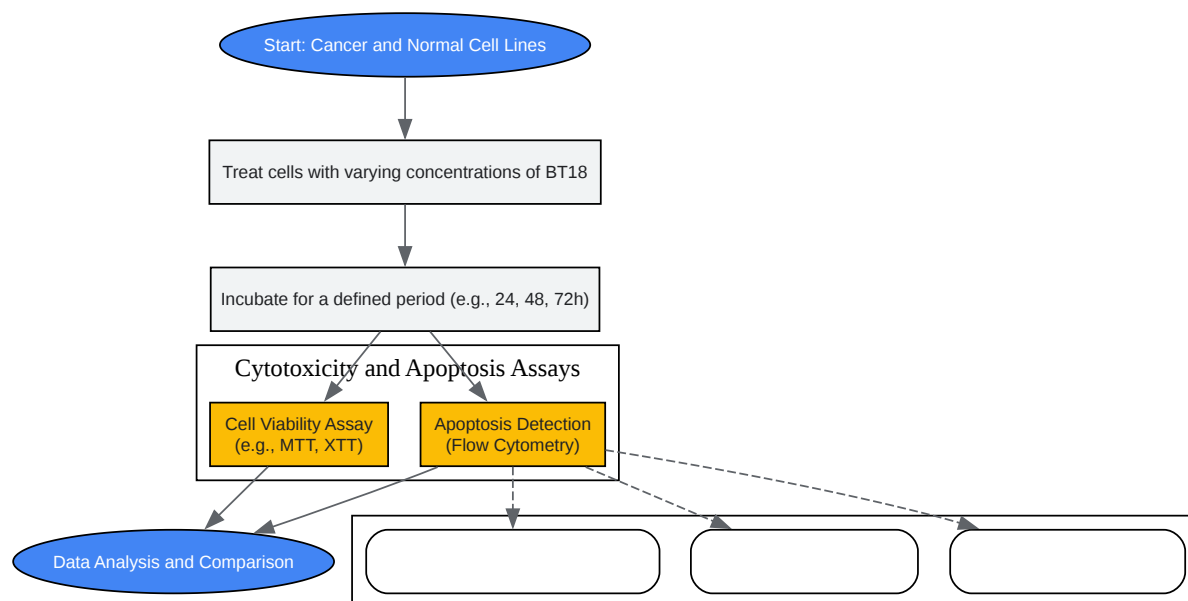 Start: Cancer and Normal Cell Lines
Treat cells with varying concentrations of BT18
Incubate for a defined period (e.g., 24, 48, 72h)
Cytotoxicity and Apoptosis Assays
Cell Viability Assay
(e.g., MTT, XTT)
Apoptosis Detection
(Flow Cytometry)
Data Analysis and Comparison